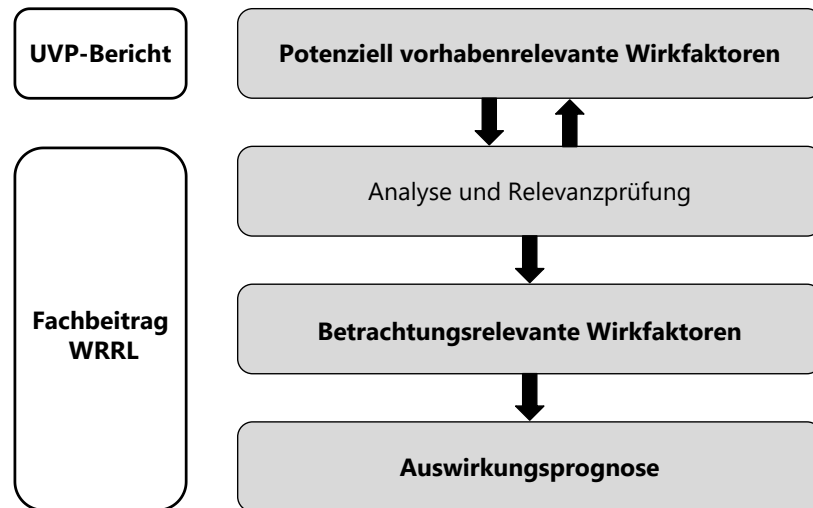 UVP-Bericht
Potenziell vorhabenrelevante Wirkfaktoren
Analyse und Relevanzprüfung
Fachbeitrag
WRRL
Betrachtungsrelevante Wirkfaktoren
Auswirkungsprognose